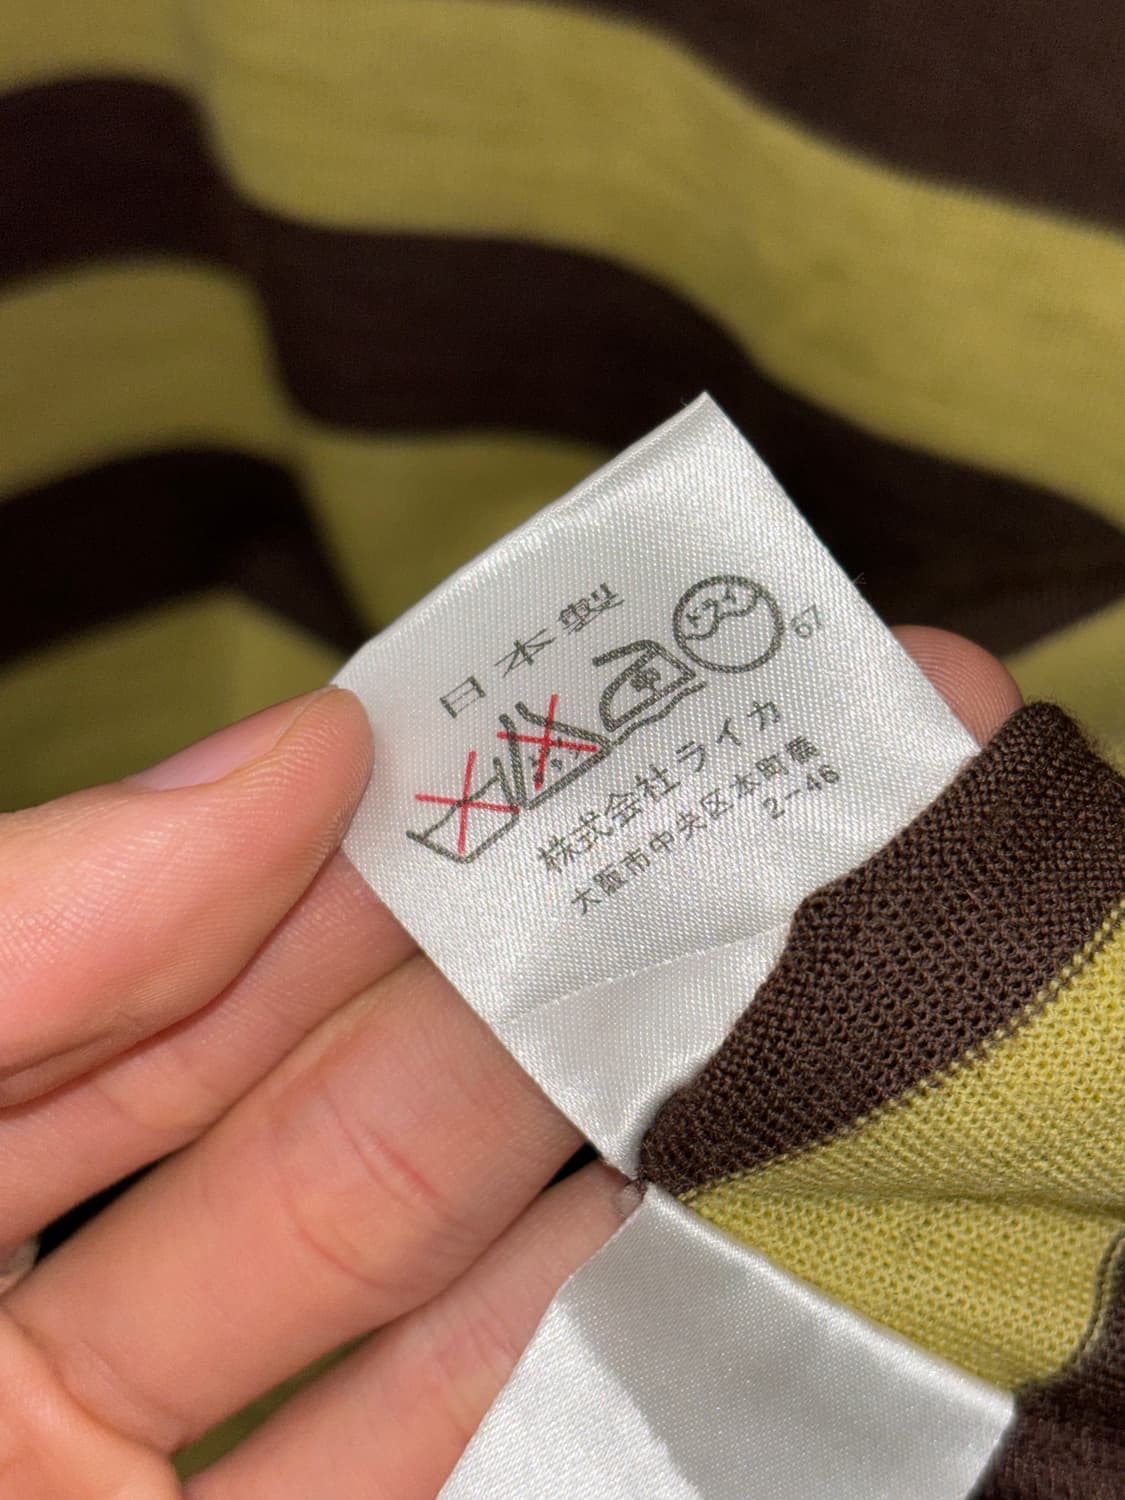 日本製
ドライ
67
株式会社ライカ
大阪市中央区本町橋
2-46